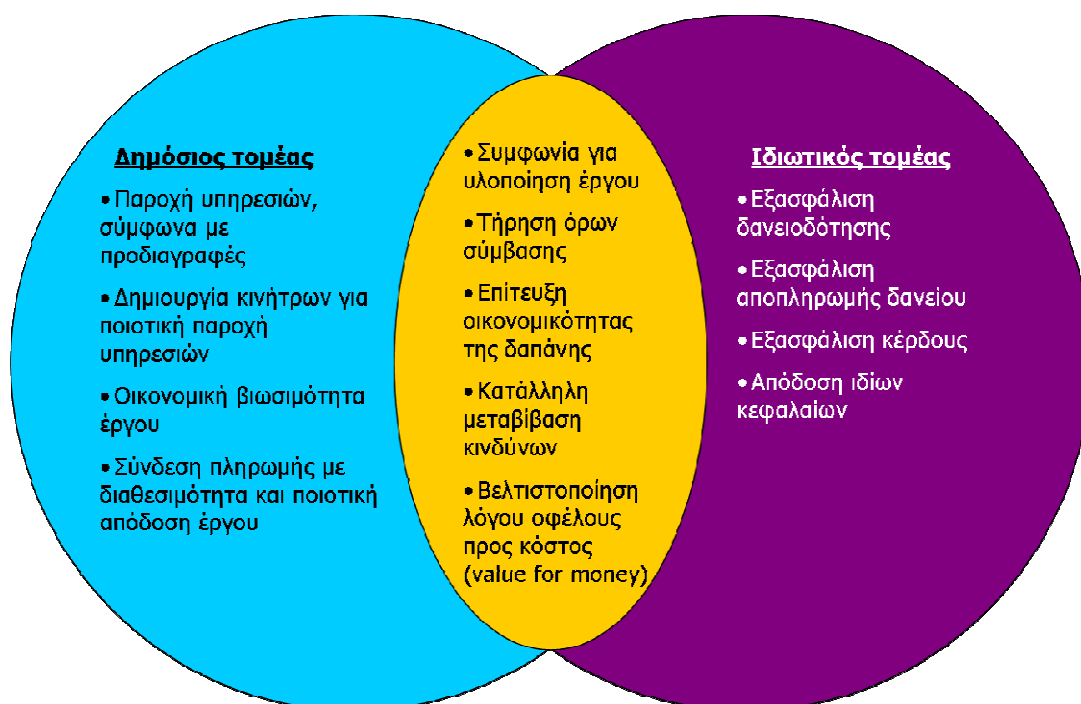 Δημόσιος τομέας
•Παροχή υπηρεσιών,
σύμφωνα με
προδιαγραφές
•Δημιουργία κινήτρων για
ποιοτική παροχή
υπηρεσιών
•Οικονομική βιωσιμότητα
έργου
•Σύνδεση πληρωμής με
διαθεσιμότητα και ποιοτική
απόδοση έργου
•Συμφωνία για
υλοποίηση έργου
•Τήρηση όρων
σύμβασης
•Επίτευξη
οικονομικότητας
της δαπάνης
•Κατάλληλη
μεταβίβαση
κινδύνων
•Βελτιστοποίηση
λόγου οφέλους
προς κόστος
(value for money)
Ιδιωτικός τομέας
•Εξασφάλιση
δανειοδότησης
•Εξασφάλιση
αποπληρωμής δανείου
•Εξασφάλιση κέρδους
•Απόδοση ιδίων
κεφαλαίων